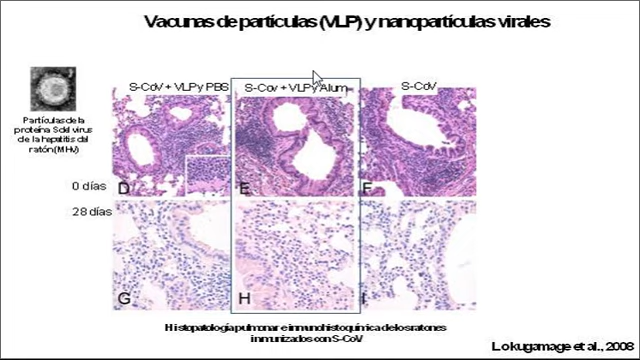 Vacunas de partículas (VLP) y nanopartículas virales
S-CoV + VLP y PBS
S-Cov + VLP y Alum
S-CoV
Partículas de la
proteína S del virus
de la hepatitis del
ratón (MHV)
0 días
D
E
F
28 días
G
H
I
Histopatología pulmonar e inmunohistoquímica de los ratones
inmunizados con S-CoV
Lokugamage et al., 2008